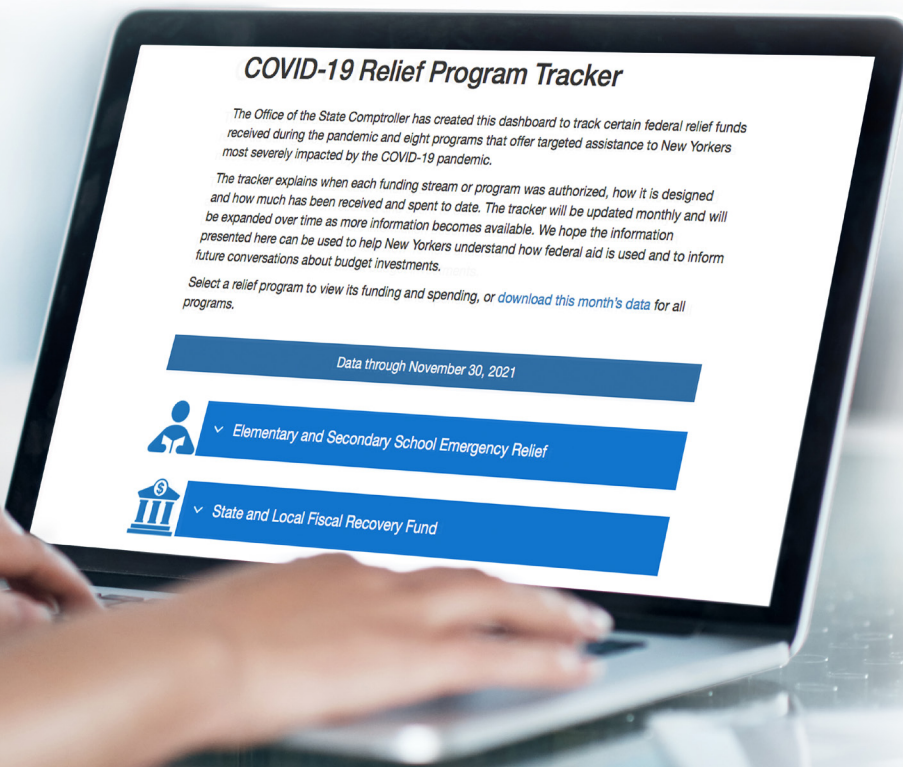 COVID-19 Relief Program Tracker
The Office of the State Comptroller has created this dashboard to track certain federal relief funds
received during the pandemic and eight programs that offer targeted assistance to New Yorkers
most severely impacted by the COVID-19 pandemic.
The tracker explains when each funding stream or program was authorized, how it is designed
and how much has been received and spent to date. The tracker will be updated monthly and will
be expanded over time as more information becomes available. We hope the information
presented here can be used to help New Yorkers understand how federal aid is used and to inform
future conversations about budget investments.
Select a relief program to view its funding and spending, or download this month's data for all
programs.
Data through November 30, 2021
Elementary and Secondary School Emergency Relief
$
State and Local Fiscal Recovery Fund